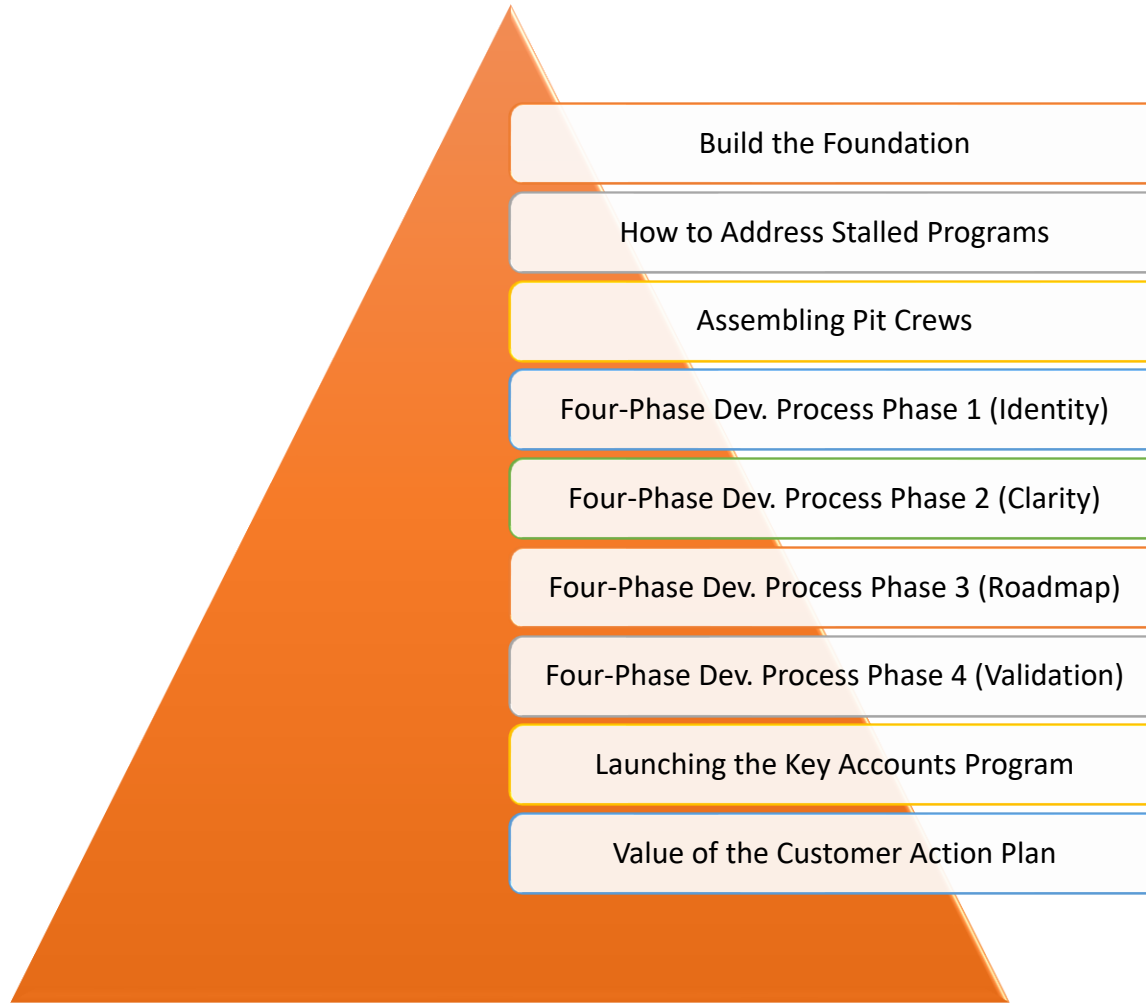 Build the Foundation
How to Address Stalled Programs
Assembling Pit Crews
Four-Phase Dev. Process Phase 1 (Identity)
Four-Phase Dev. Process Phase 2 (Clarity)
Four-Phase Dev. Process Phase 3 (Roadmap)
Four-Phase Dev. Process Phase 4 (Validation)
Launching the Key Accounts Program
Value of the Customer Action Plan